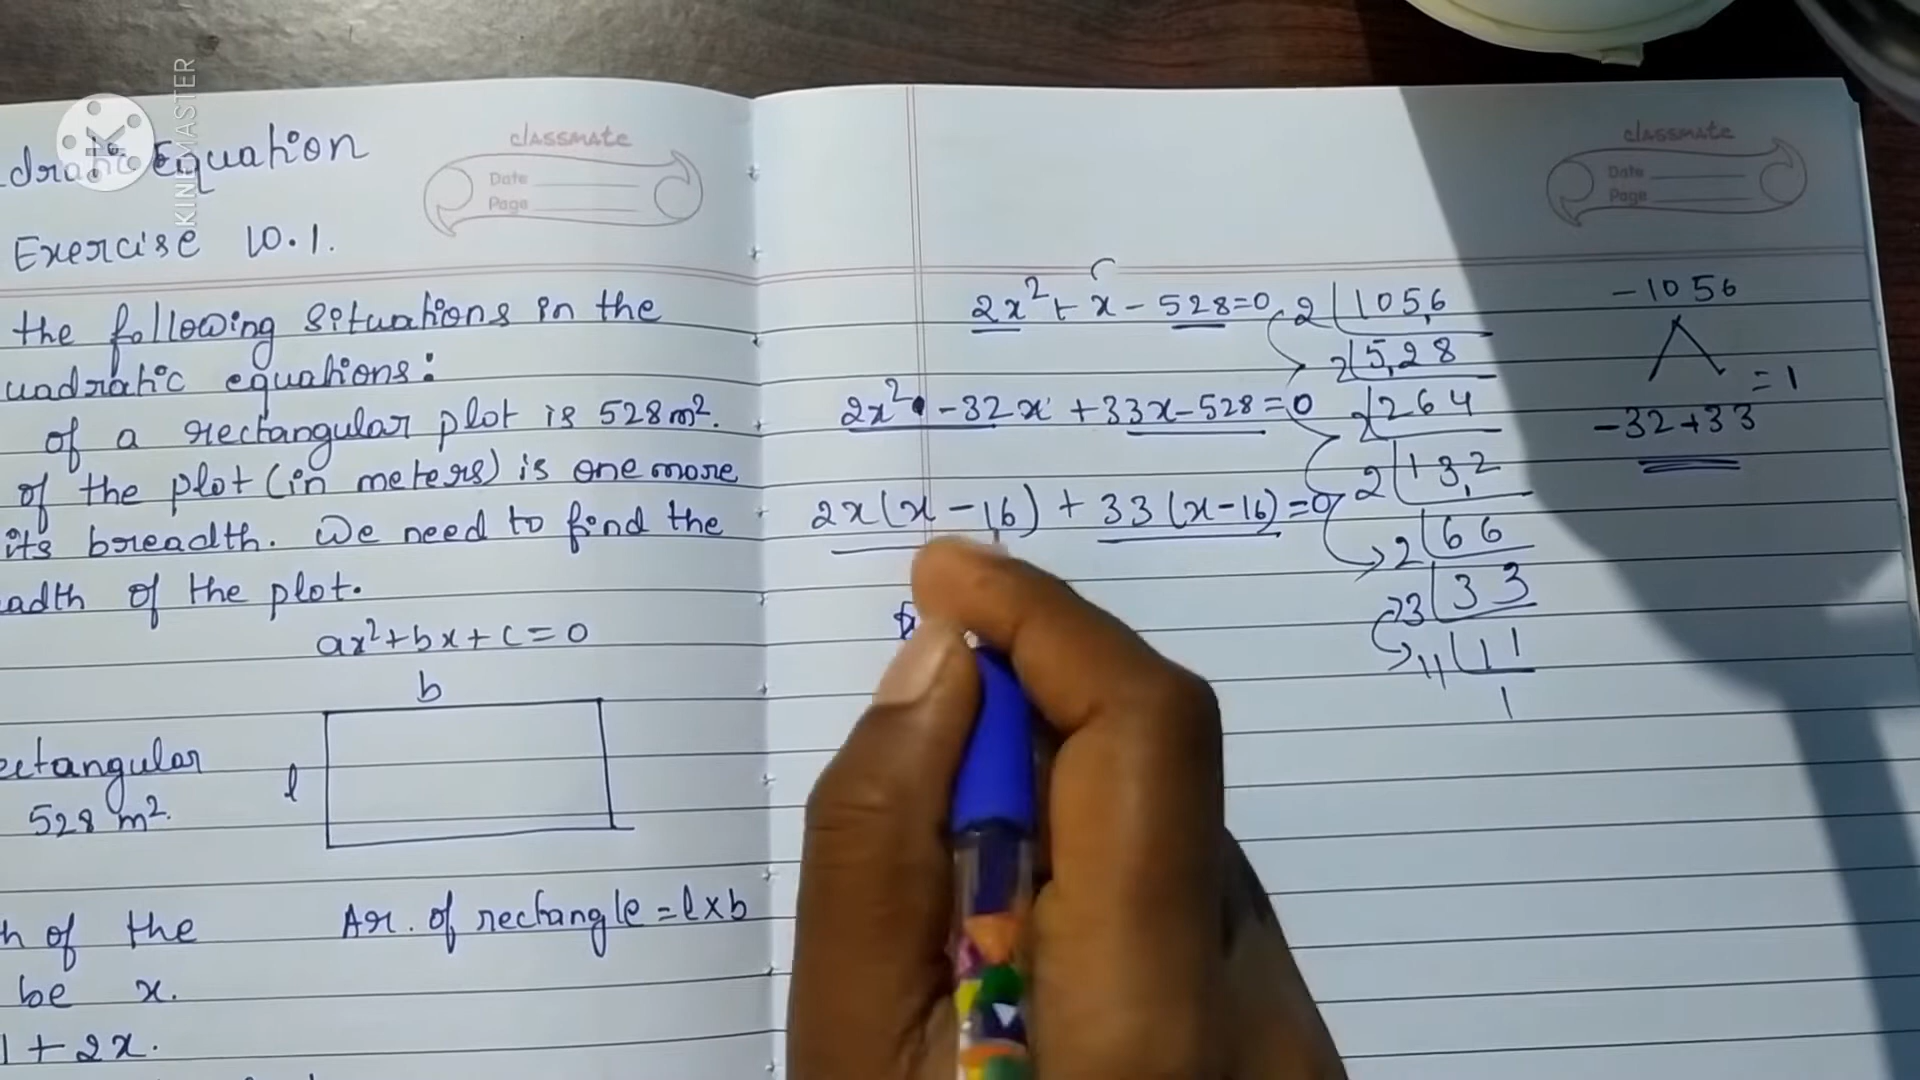 KINEMASTER
dratic Equation
classmate
Date
Page
Exercise 10.1.
the following situations in the
uadratic equations:
of a rectangular plot is 528m².
of the plot (in meters) is one more
its breadth. We need to find the
adth of the plot.
ax²+bx+c=0
b
l
ectangular
528 m².
h of the
Ar. of rectangle=l×b
be x.
1+2x.
classmate
Date
Page
2x²+x-528=0
2x² -32x +33x-528=0
2x(x-16) + 33(x-16)=0
2 1056
2 528
2 264
2 132
2 66
3 33
11 11
1
-1056
=1
-32+33